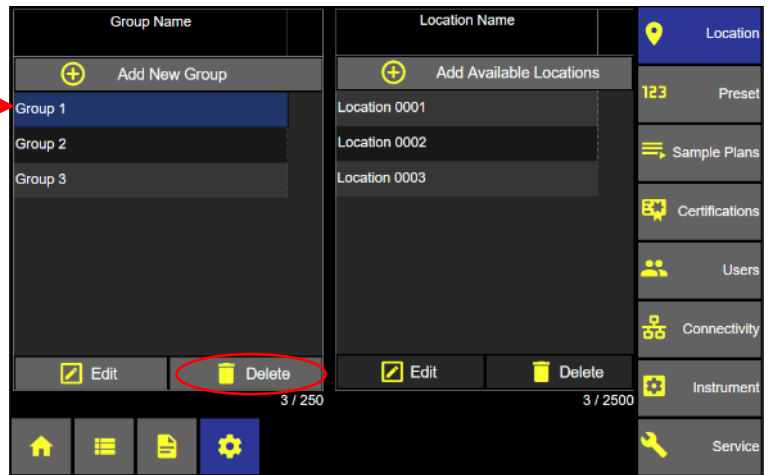 Group Name
Add New Group
Group 1
Group 2
Group 3
Edit
Delete
3 / 250
Location Name
Add Available Locations
Location 0001
Location 0002
Location 0003
Edit
Delete
3 / 2500
Location
123 Preset
Sample Plans
Certifications
Users
Connectivity
Instrument
Service